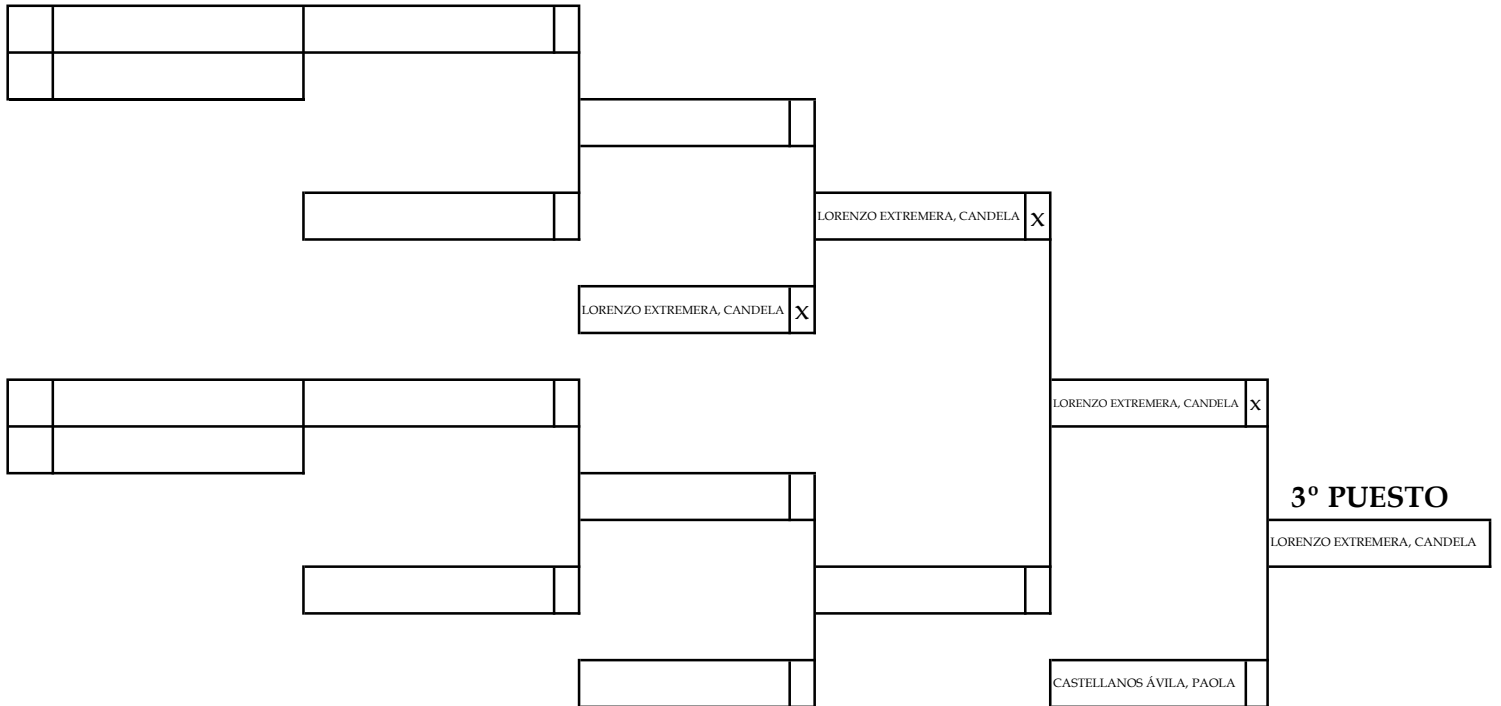 LORENZO EXTREMERA, CANDELA X
LORENZO EXTREMERA, CANDELA X
LORENZO EXTREMERA, CANDELA X
3º PUESTO
LORENZO EXTREMERA, CANDELA
CASTELLANOS ÁVILA, PAOLA